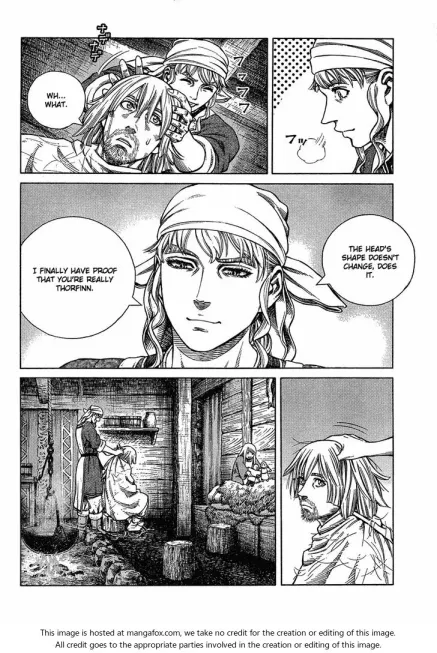 WH...
WHAT.
I FINALLY HAVE PROOF
THAT YOU'RE REALLY
THORFINN.
THE HEAD'S
SHAPE DOESN'T
CHANGE, DOES
IT.
This image is hosted at mangafox.com, we take no credit for the creation or editing of this image.
All credit goes to the appropriate parties involved in the creation or editing of this image.